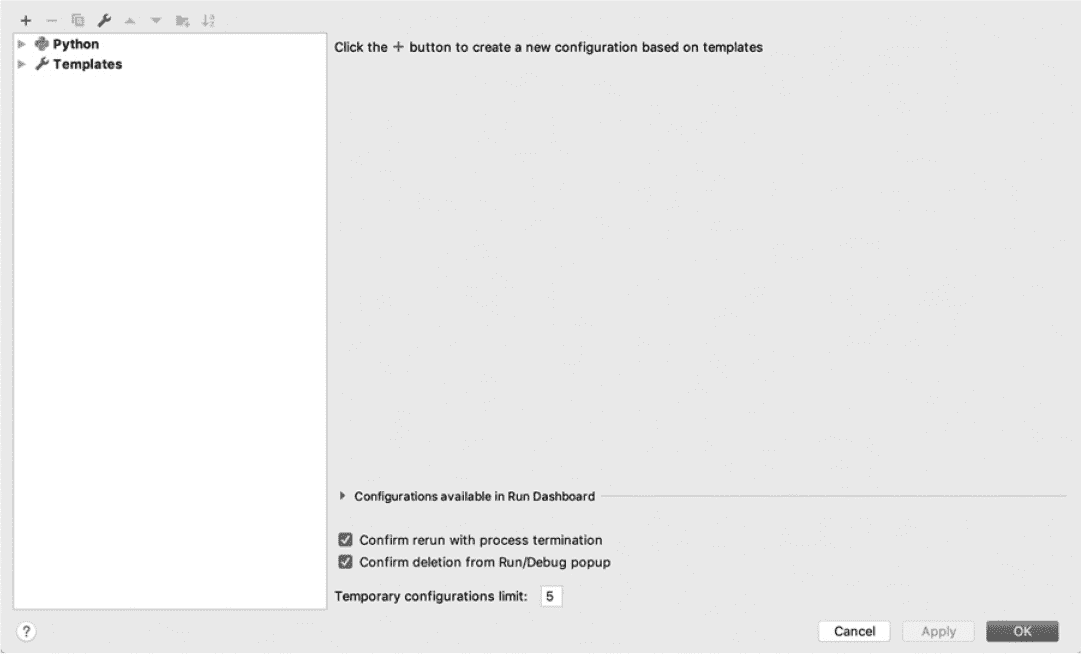 Python
Templates
Click the + button to create a new configuration based on templates
Configurations available in Run Dashboard
Confirm rerun with process termination
Confirm deletion from Run/Debug popup
Temporary configurations limit: 5
?
Cancel
Apply
OK